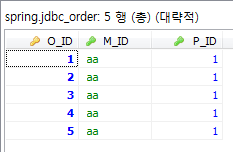 spring.jdbc_order: 5 행 (총) (대략적)
O_ID M_ID P_ID
1 aa 1
2 aa 1
3 aa 1
4 aa 1
5 aa 1